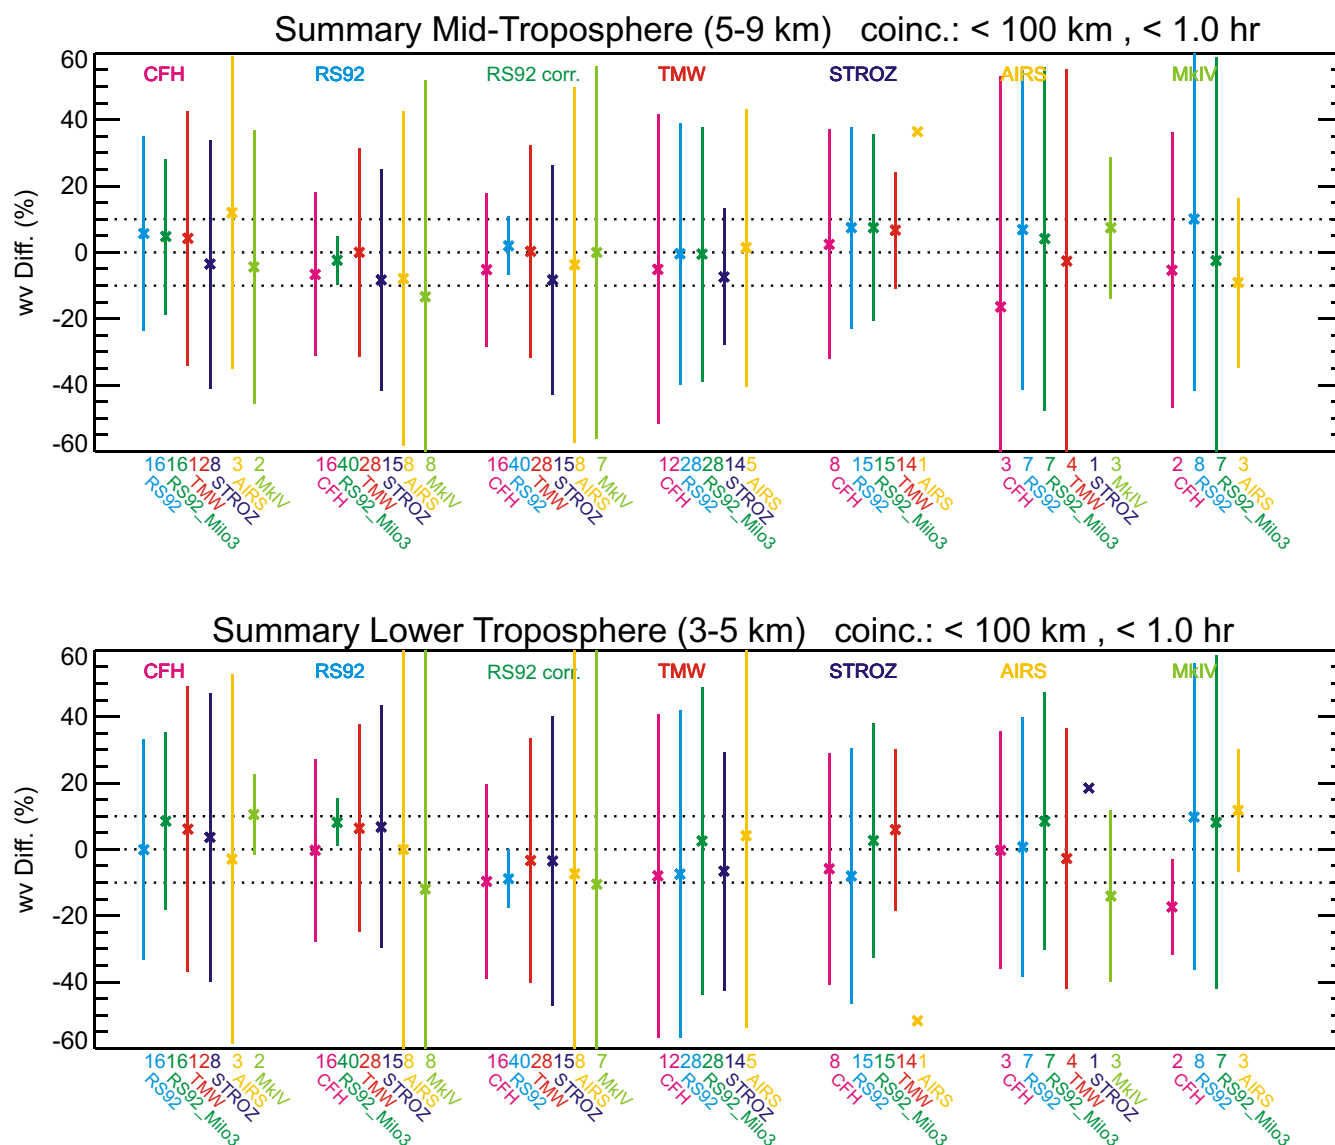 Summary Mid-Troposphere (5-9 km) coinc.: < 100 km , < 1.0 hr
60
CFH RS92 RS92 corr. TMW STROZ AIRS MkIV
40
20
wv Diff. (%)
0
-20
-40
-60
16 16 12 8 3 2 16 40 28 15 8 8 16 40 28 15 8 7 12 28 28 14 5 8 15 15 14 1 3 7 7 4 1 3 2 8 7 3
RS92 RS92_Milo3 TMW STROZ AIRS MkIV CFH RS92_Milo3 TMW STROZ AIRS MkIV CFH RS92 TMW STROZ AIRS MkIV CFH RS92 RS92_Milo3 STROZ AIRS CFH RS92 RS92_Milo3 TMW AIRS CFH RS92 RS92_Milo3 TMW STROZ MkIV CFH RS92 RS92_Milo3 AIRS
Summary Lower Troposphere (3-5 km) coinc.: < 100 km , < 1.0 hr
60
CFH RS92 RS92 corr. TMW STROZ AIRS MkIV
40
20
wv Diff. (%)
0
-20
-40
-60
16 16 12 8 3 2 16 40 28 15 8 8 16 40 28 15 8 7 12 28 28 14 5 8 15 15 14 1 3 7 7 4 1 3 2 8 7 3
RS92 RS92_Milo3 TMW STROZ AIRS MkIV CFH RS92_Milo3 TMW STROZ AIRS MkIV CFH RS92 TMW STROZ AIRS MkIV CFH RS92 RS92_Milo3 STROZ AIRS CFH RS92 RS92_Milo3 TMW AIRS CFH RS92 RS92_Milo3 TMW STROZ MkIV CFH RS92 RS92_Milo3 AIRS